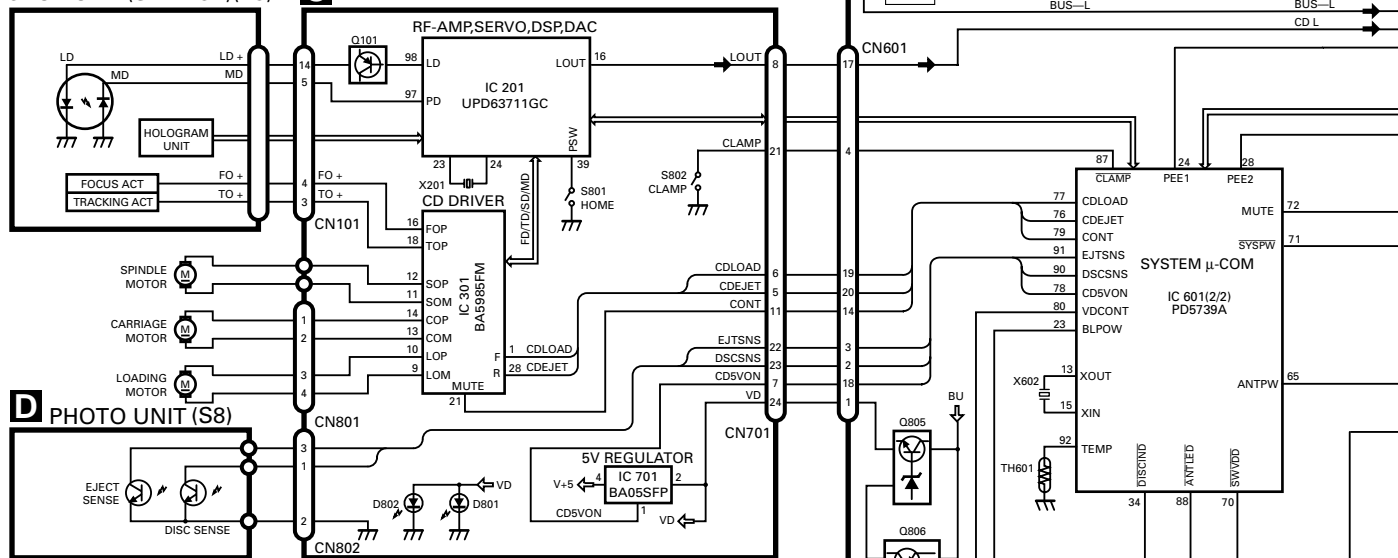 BUS—L
BUS—L
CD L
RF-AMP,SERVO,DSP,DAC
Q101
LD
LD +
14
98
LD
LOUT
16
LOUT
8
17
CN601
MD
MD
5
97
PD
IC 201
UPD63711GC
HOLOGRAM
UNIT
PSW
CLAMP
21
4
87
24
28
23
24
39
CLAMP
PEE1
PEE2
FOCUS ACT
FO +
4
FO +
X201
S801
HOME
S802
CLAMP
TRACKING ACT
TO +
3
TO +
CD DRIVER
FD/TD/SD/MD
77
CDLOAD
MUTE
72
CN101
16
FOP
76
CDEJET
18
TOP
79
CONT
SYSPW
71
91
EJTSNS
SPINDLE
MOTOR
M
12
SOP
CDLOAD
6
19
90
DSCSNS
SYSTEM µ-COM
11
SOM
CDEJET
5
20
78
CD5VON
IC 601(2/2)
PD5739A
IC 301
BA5985FM
CONT
11
14
80
VDCONT
CARRIAGE
MOTOR
M
1
14
COP
23
BLPOW
2
13
COM
EJTSNS
22
3
LOADING
MOTOR
M
3
10
LOP
F
1
CDLOAD
DSCSNS
23
2
4
9
LOM
R
28
CDEJET
CD5VON
7
18
13
XOUT
ANTPW
65
MUTE
21
VD
24
1
X602
15
XIN
D
PHOTO UNIT (S8)
CN801
CN701
BU
Q805
3
92
TEMP
1
5V REGULATOR
IC 701
BA05SFP
V+5
4
2
TH601
EJECT
SENSE
VD
D802
D801
1
CD5VON
VD
DISCIND
ANTLED
SWVDD
34
88
70
DISC SENSE
2
Q806
CN802